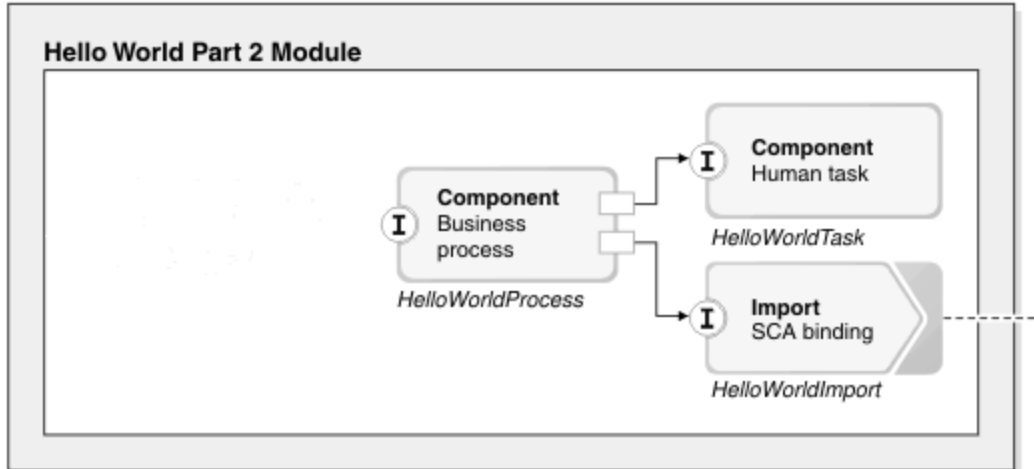 Hello World Part 2 Module
Component
Human task
I
HelloWorldTask
Component
Business
process
I
HelloWorldProcess
Import
SCA binding
I
HelloWorldImport